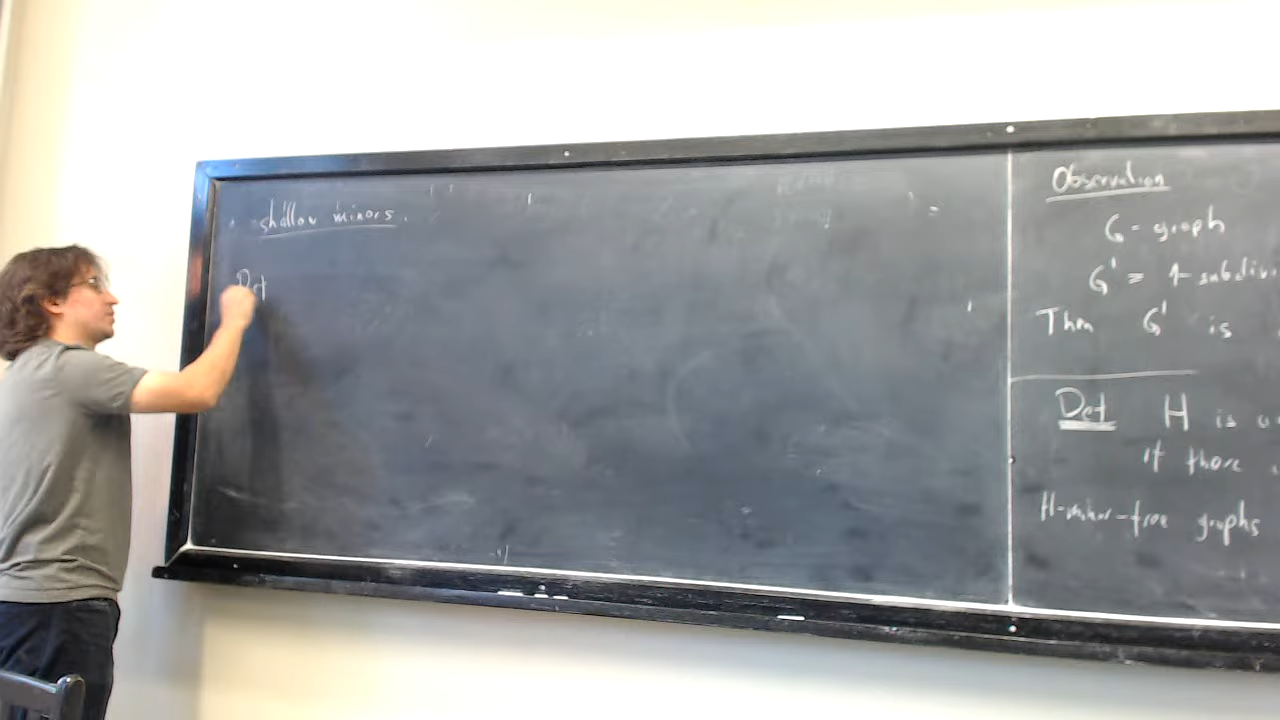 shallow minors.
Def
Observation
G - graph
G' = 1-subdivi
Then G' is
Def H is
if there
H-minor-free graphs